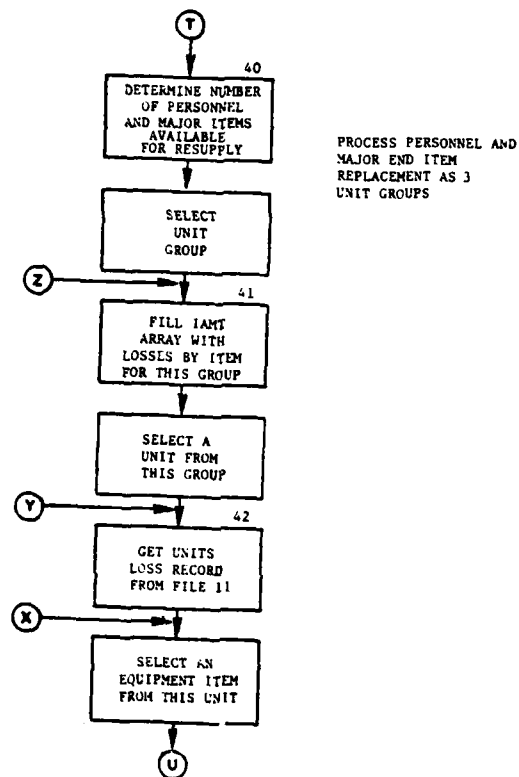 T
40
DETERMINE NUMBER
OF PERSONNEL
AND MAJOR ITEMS
AVAILABLE
FOR RESUPPLY
PROCESS PERSONNEL AND
MAJOR END ITEM
REPLACEMENT AS 3
UNIT GROUPS
SELECT
UNIT
GROUP
Z
41
FILL IAMT
ARRAY WITH
LOSSES BY ITEM
FOR THIS GROUP
SELECT A
UNIT FROM
THIS GROUP
Y
42
GET UNITS
LOSS RECORD
FROM FILE 11
X
SELECT AN
EQUIPMENT ITEM
FROM THIS UNIT
U